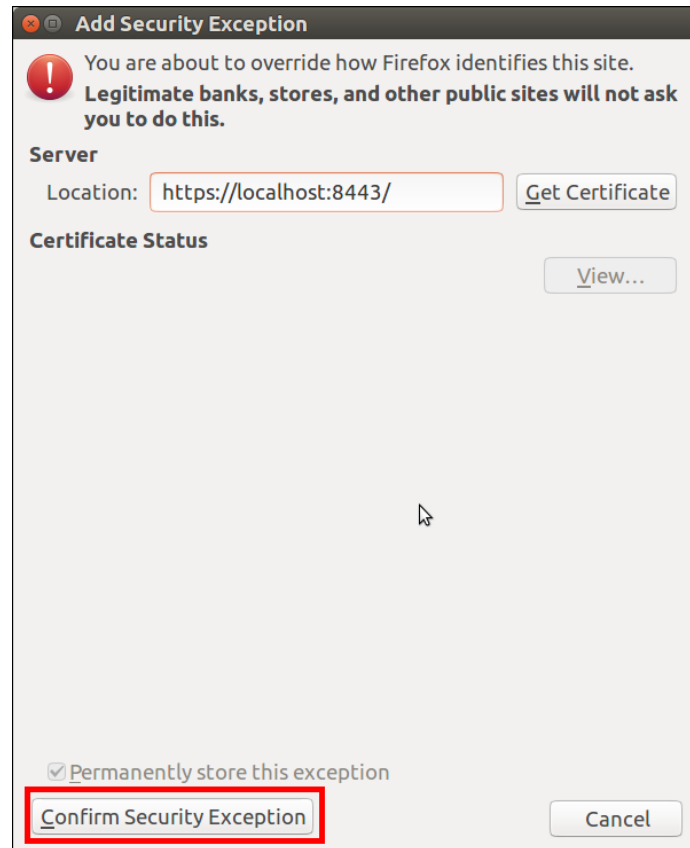 Add Security Exception
You are about to override how Firefox identifies this site.
Legitimate banks, stores, and other public sites will not ask
you to do this.
Server
Location: https://localhost:8443/ Get Certificate
Certificate Status
View...
Permanently store this exception
Confirm Security Exception Cancel